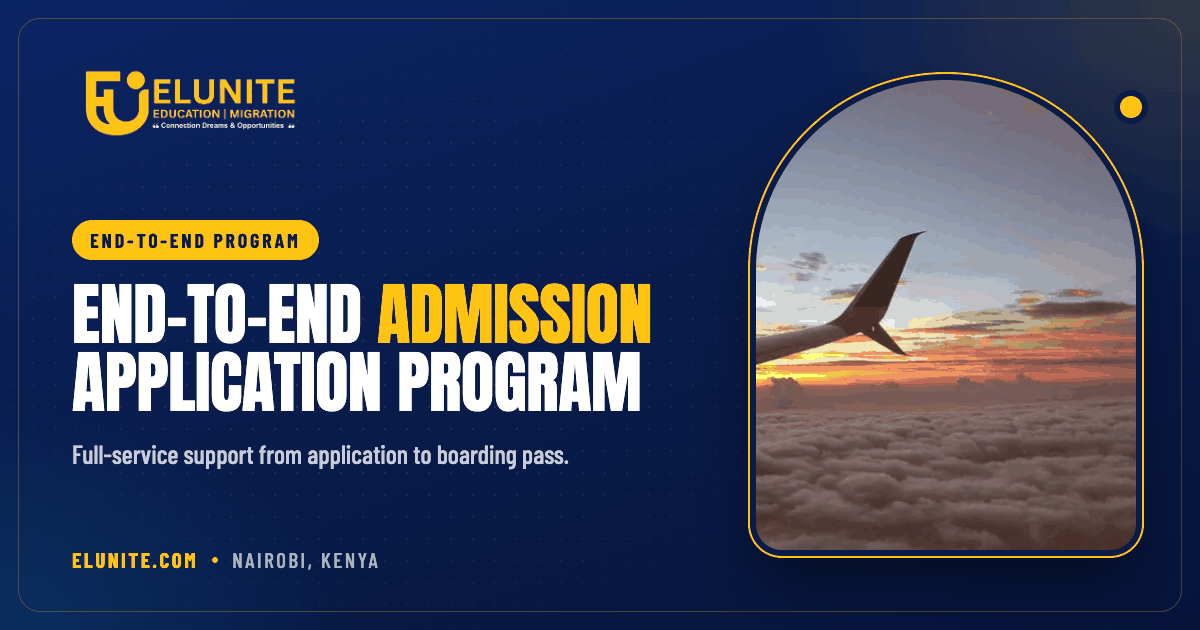 ELUNITE
EDUCATION | MIGRATION
❝ Connection Dreams & Opportunities ❞
END-TO-END PROGRAM
END-TO-END ADMISSION
APPLICATION PROGRAM
Full-service support from application to boarding pass.
ELUNITE.COM • NAIROBI, KENYA